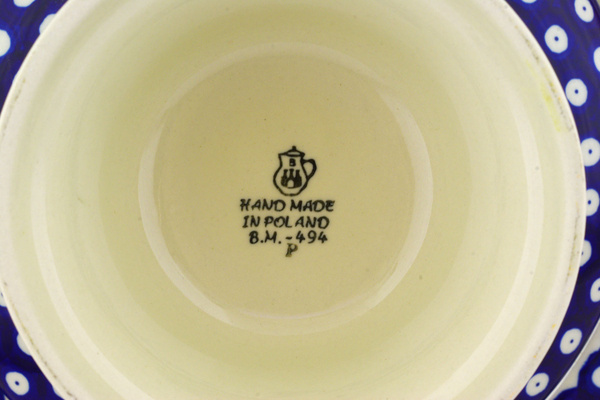 B
HAND MADE
IN POLAND
B.M.-494
P